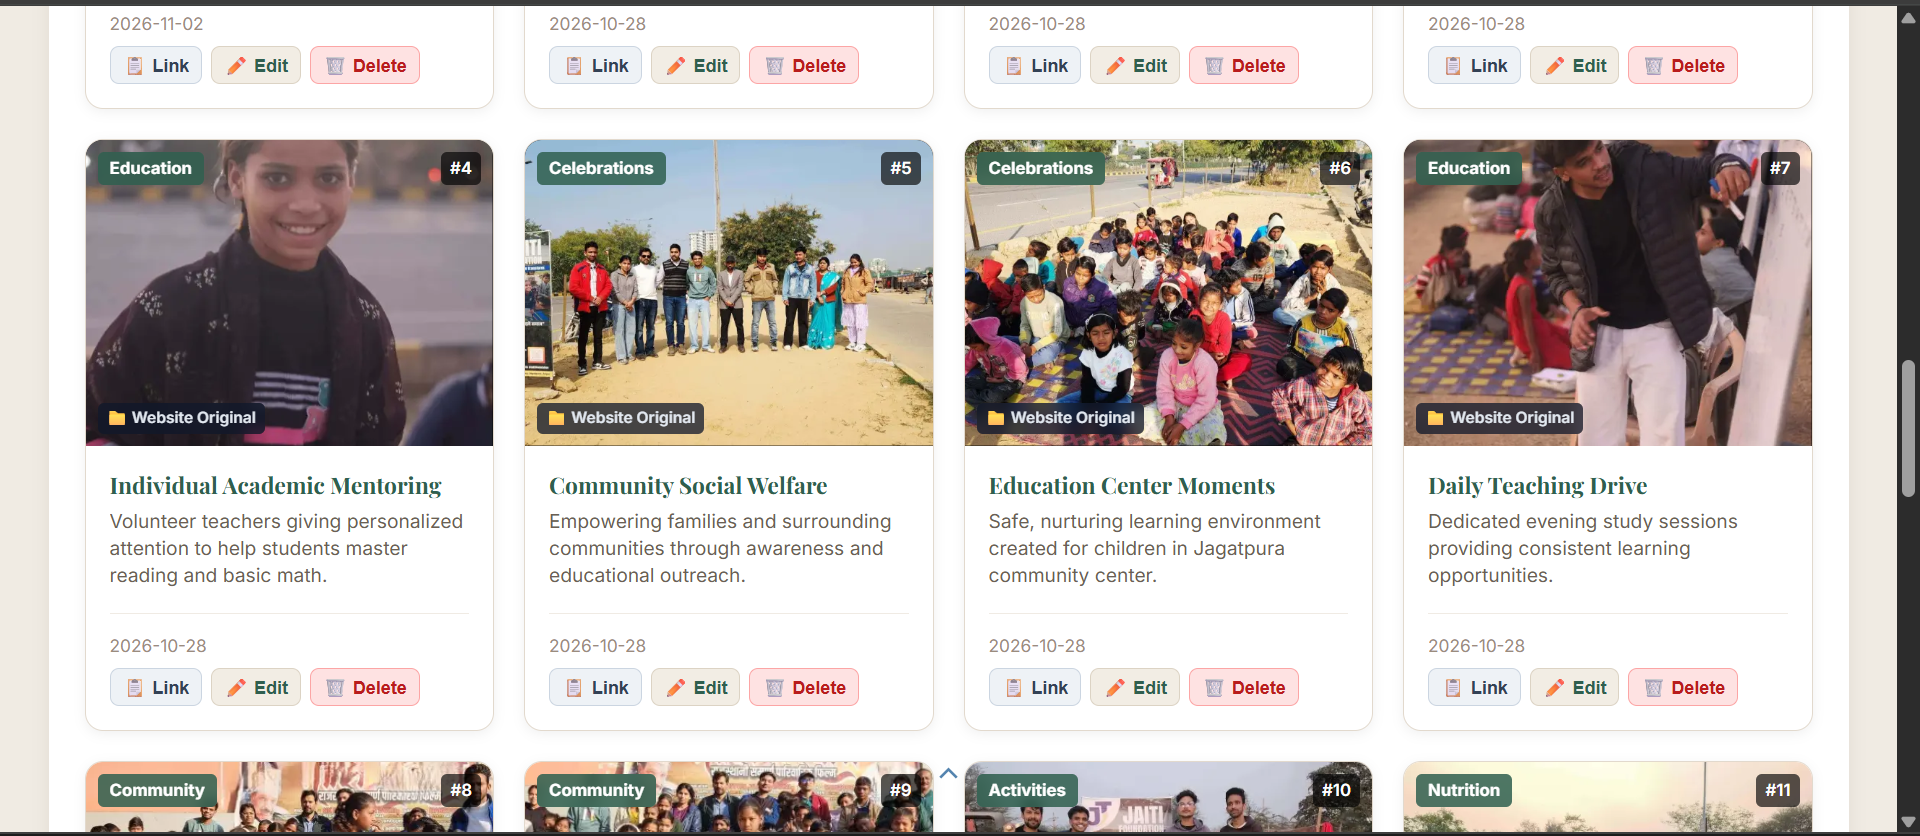 2026-11-02
Link Edit Delete
2026-10-28
Link Edit Delete
2026-10-28
Link Edit Delete
2026-10-28
Link Edit Delete
Education
#4
Website Original
Individual Academic Mentoring
Volunteer teachers giving personalized
attention to help students master
reading and basic math.
2026-10-28
Link Edit Delete
Celebrations
#5
Website Original
Community Social Welfare
Empowering families and surrounding
communities through awareness and
educational outreach.
2026-10-28
Link Edit Delete
Celebrations
#6
Website Original
Education Center Moments
Safe, nurturing learning environment
created for children in Jagatpura
community center.
2026-10-28
Link Edit Delete
Education
#7
Website Original
Daily Teaching Drive
Dedicated evening study sessions
providing consistent learning
opportunities.
2026-10-28
Link Edit Delete
Community
#8
Community
#9
Activities
#10
JAITI
FOUNDATION
Nutrition
#11